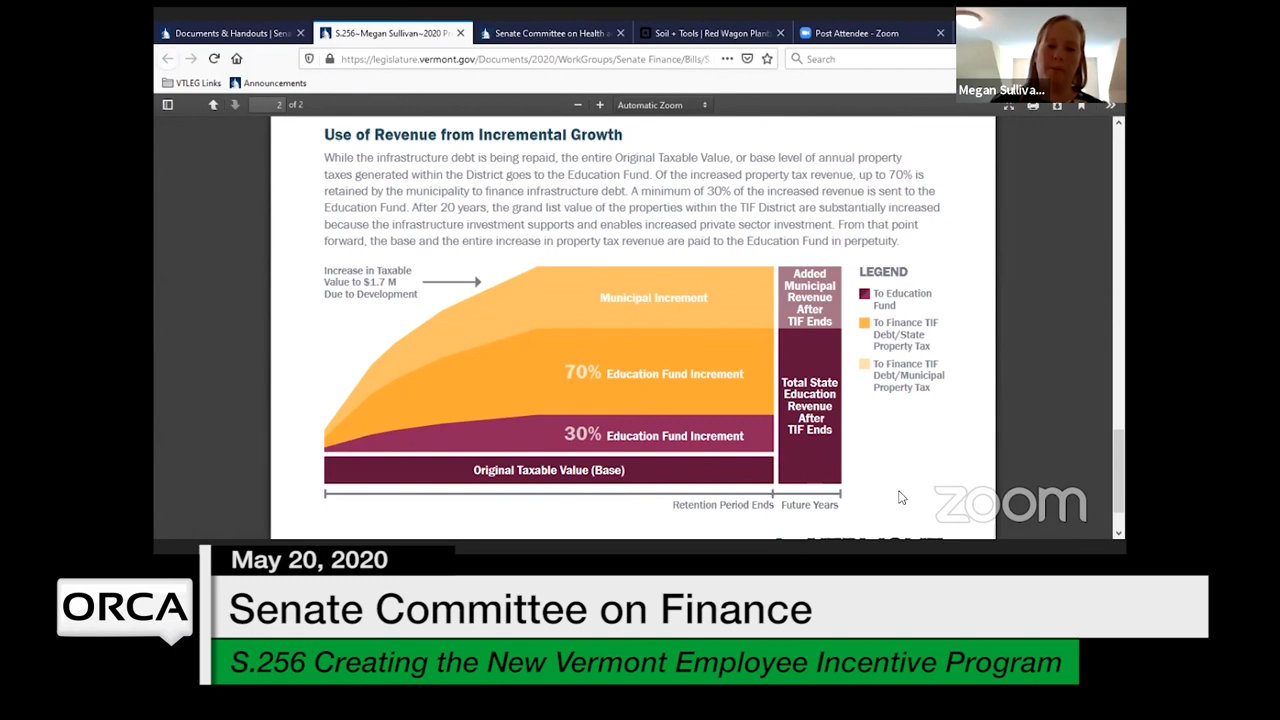 Documents & Handouts | Sena
S.256~Megan Sullivan~2020 Pr
Senate Committee on Health a
Soil + Tools | Red Wagon Plants
Post Attendee - Zoom
https://legislature.vermont.gov/Documents/2020/WorkGroups/Senate Finance/Bills/S.
Search
VTLEG Links
Announcements
Megan Sulliva...
2 of 2
Automatic Zoom
Use of Revenue from Incremental Growth
While the infrastructure debt is being repaid, the entire Original Taxable Value, or base level of annual property
taxes generated within the District goes to the Education Fund. Of the increased property tax revenue, up to 70% is
retained by the municipality to finance infrastructure debt. A minimum of 30% of the increased revenue is sent to the
Education Fund. After 20 years, the grand list value of the properties within the TIF District are substantially increased
because the infrastructure investment supports and enables increased private sector investment. From that point
forward, the base and the entire increase in property tax revenue are paid to the Education Fund in perpetuity.
Increase in Taxable
Value to $1.7 M
Due to Development
Municipal Increment
70% Education Fund Increment
30% Education Fund Increment
Original Taxable Value (Base)
Added
Municipal
Revenue
After
TIF Ends
Total State
Education
Revenue
After
TIF Ends
LEGEND
To Education
Fund
To Finance TIF
Debt/State
Property Tax
To Finance TIF
Debt/Municipal
Property Tax
Retention Period Ends
Future Years
zoom
May 20, 2020
ORCA
Senate Committee on Finance
S.256 Creating the New Vermont Employee Incentive Program